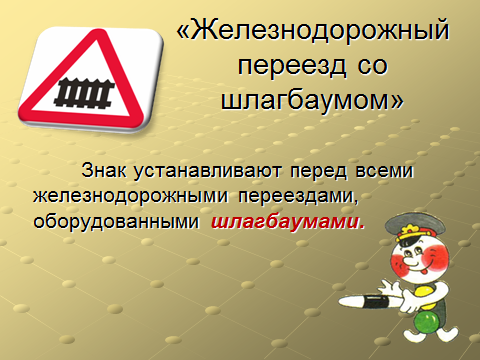 «Железнодорожный
переезд со
шлагбаумом»
Знак устанавливают перед всеми
железнодорожными переездами,
оборудованными шлагбаумами.